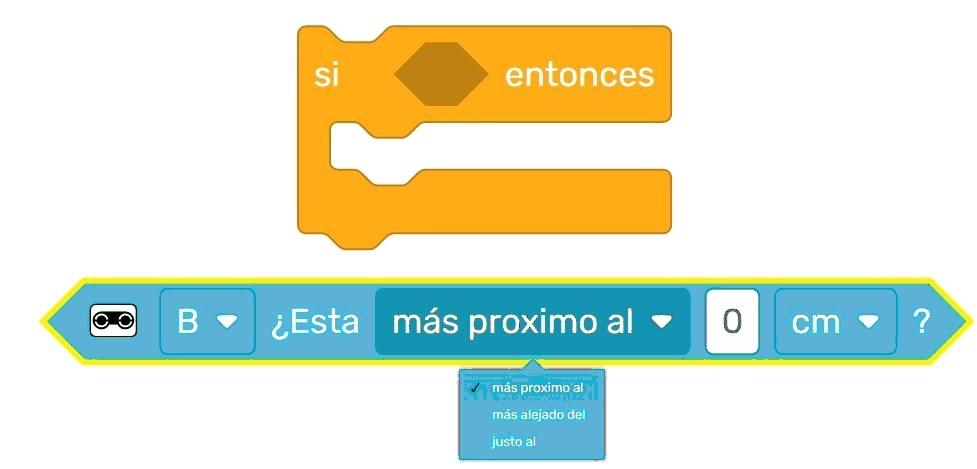 si entonces
B ¿Esta más proximo al 0 cm ?
✓ más proximo al
más alejado del
justo al